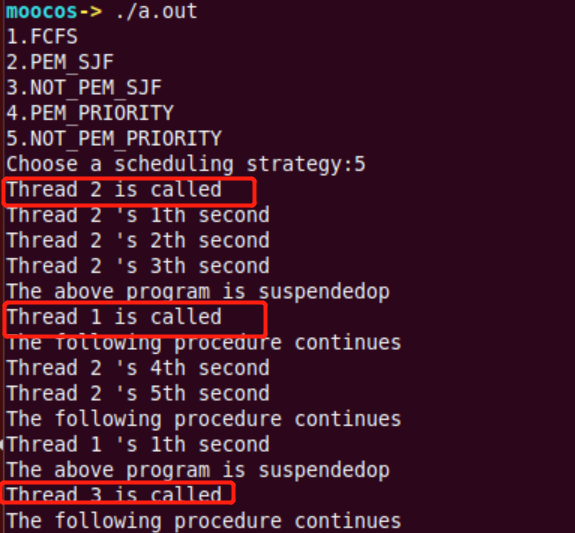 moocos-> ./a.out
1.FCFS
2.PEM_SJF
3.NOT_PEM_SJF
4.PEM_PRIORITY
5.NOT_PEM_PRIORITY
Choose a scheduling strategy:5
Thread 2 is called
Thread 2 's 1th second
Thread 2 's 2th second
Thread 2 's 3th second
The above program is suspendedop
Thread 1 is called
The following procedure continues
Thread 2 's 4th second
Thread 2 's 5th second
The following procedure continues
Thread 1 's 1th second
The above program is suspendedop
Thread 3 is called
The following procedure continues